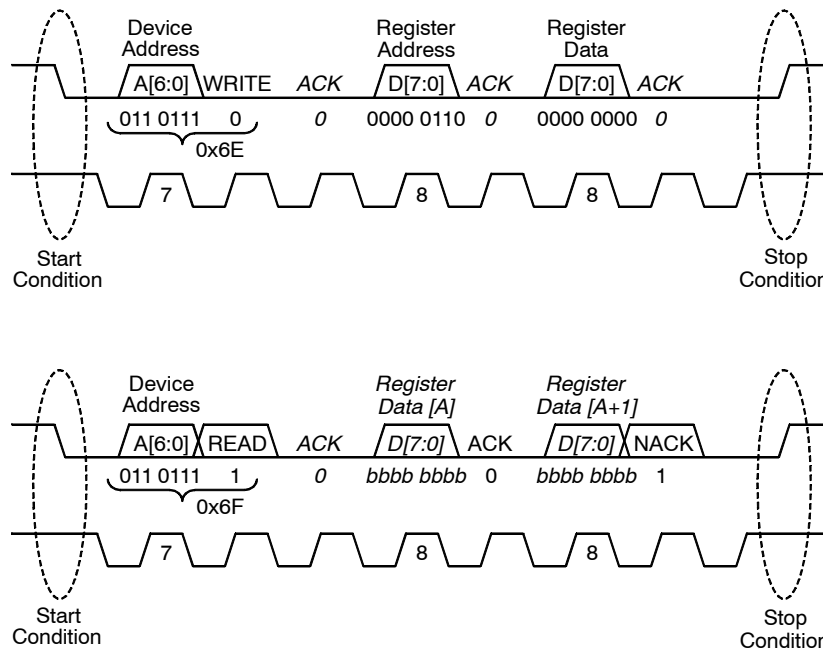 Device Address
Register Address
Register Data
A[6:0] WRITE ACK D[7:0] ACK D[7:0] ACK
011 0111 0 0 0000 0110 0 0000 0000 0
0x6E
7 8 8
Start Condition
Stop Condition
Device Address
Register Data [A]
Register Data [A+1]
A[6:0] READ ACK D[7:0] ACK D[7:0] NACK
011 0111 1 0 bbbb bbbb 0 bbbb bbbb 1
0x6F
7 8 8
Start Condition
Stop Condition